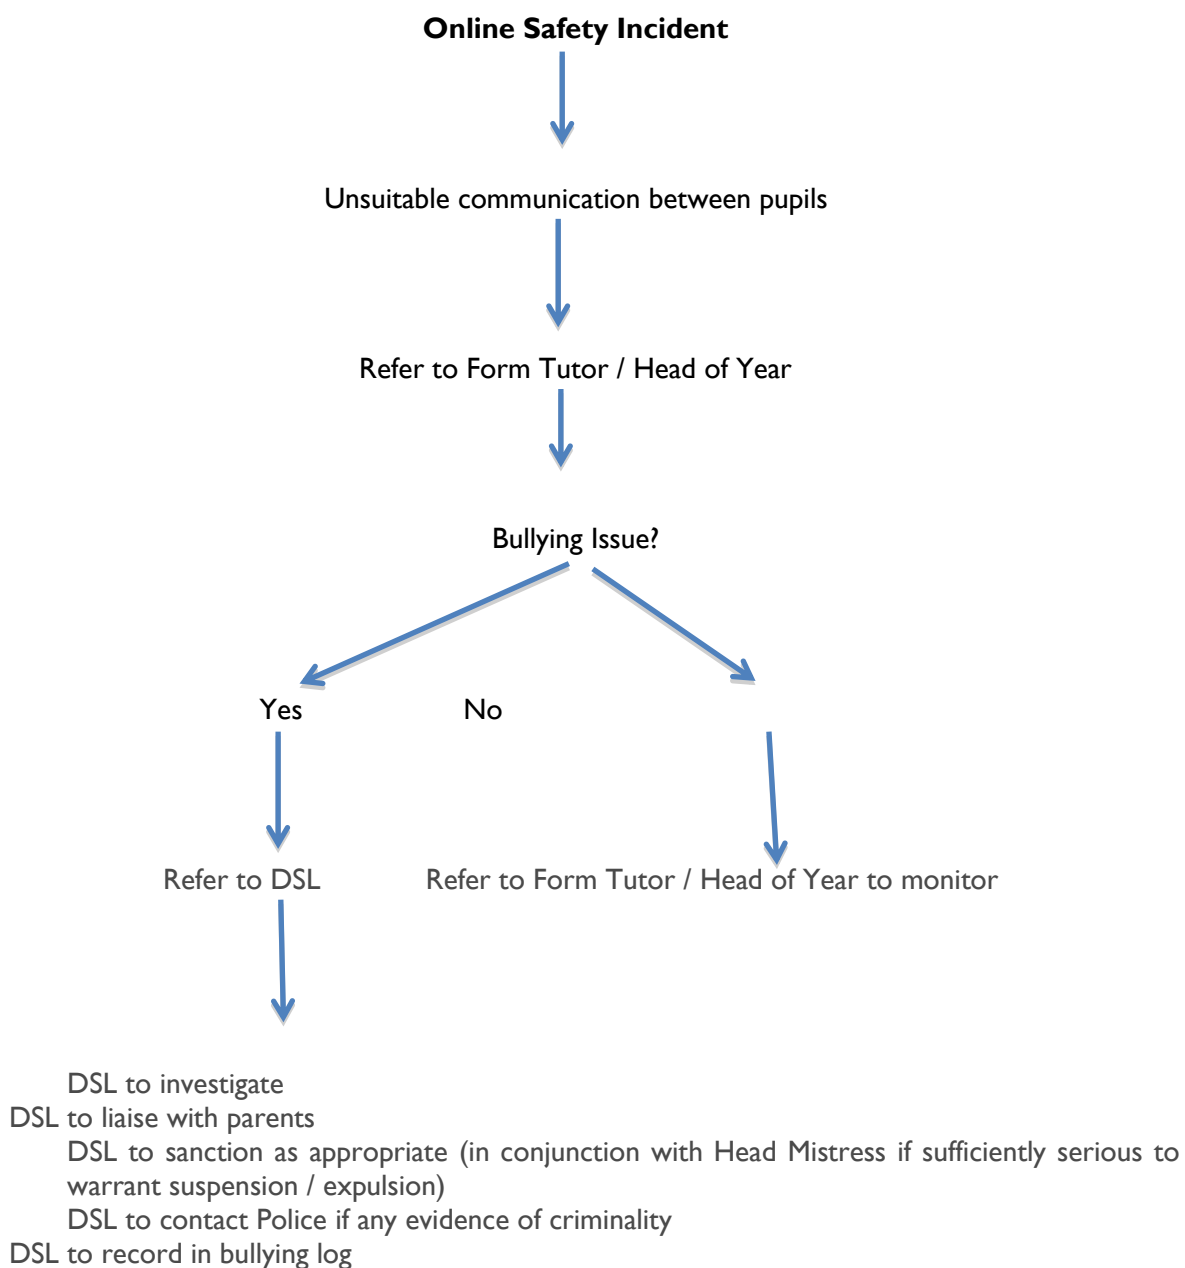 Online Safety Incident
Unsuitable communication between pupils
Refer to Form Tutor / Head of Year
Bullying Issue?
Yes No
Refer to DSL Refer to Form Tutor / Head of Year to monitor
DSL to investigate
DSL to liaise with parents
DSL to sanction as appropriate (in conjunction with Head Mistress if sufficiently serious to
warrant suspension / expulsion)
DSL to contact Police if any evidence of criminality
DSL to record in bullying log